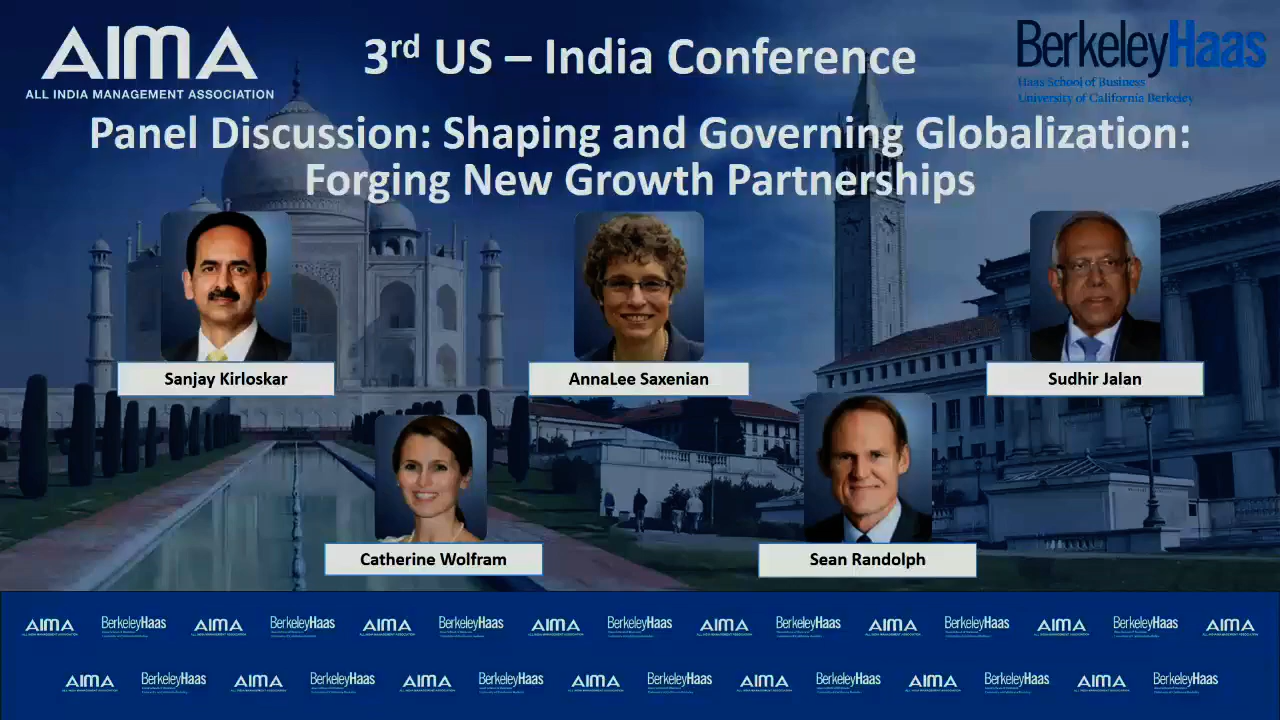 AIMA
ALL INDIA MANAGEMENT ASSOCIATION
3rd US – India Conference
BerkeleyHaas
Haas School of Business
University of California Berkeley
Panel Discussion: Shaping and Governing Globalization:
Forging New Growth Partnerships
Sanjay Kirloskar
AnnaLee Saxenian
Sudhir Jalan
Catherine Wolfram
Sean Randolph
AIMA BerkeleyHaas AIMA BerkeleyHaas AIMA BerkeleyHaas AIMA BerkeleyHaas AIMA BerkeleyHaas AIMA BerkeleyHaas AIMA BerkeleyHaas AIMA
AIMA BerkeleyHaas AIMA BerkeleyHaas AIMA BerkeleyHaas AIMA BerkeleyHaas AIMA BerkeleyHaas AIMA BerkeleyHaas AIMA BerkeleyHaas